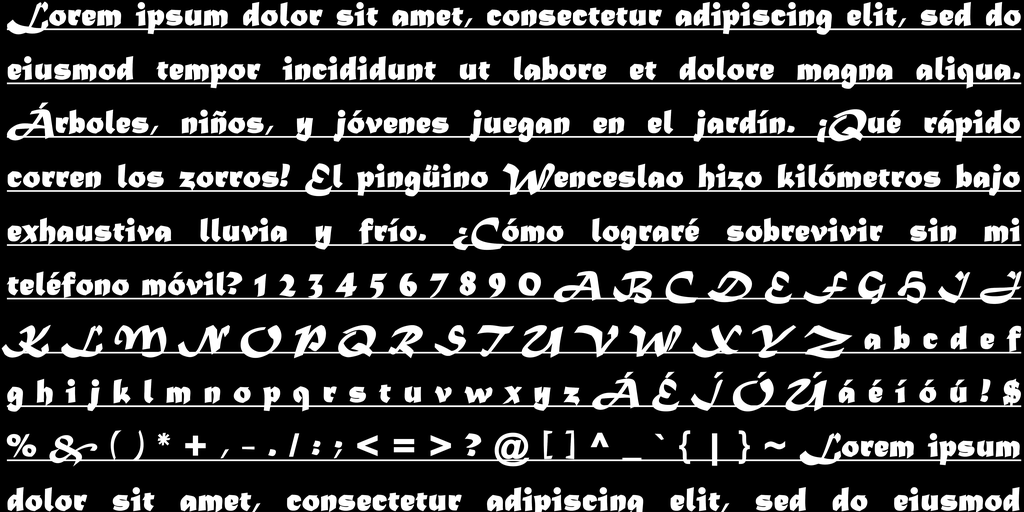 Lorem ipsum dolor sit amet, consectetur adipiscing elit, sed do
eiusmod tempor incididunt ut labore et dolore magna aliqua.
Árboles, niños, y jóvenes juegan en el jardín. ¡Qué rápido
corren los zorros! El pingüino Wenceslao hizo kilómetros bajo
exhaustiva lluvia y frío. ¿Cómo lograré sobrevivir sin mi
teléfono móvil? 1 2 3 4 5 6 7 8 9 0 A B C D E F G H I J
K L M N O P Q R S T U V W X Y Z a b c d e f
g h i j k l m n o p q r s t u v w x y z Á É Í Ó Ú á é í ó ú ! $
% & ( ) * + , - . / : ; < = > ? @ [ ] ^ _ ` { | } ~ Lorem ipsum
dolor sit amet, consectetur adipiscing elit, sed do eiusmod